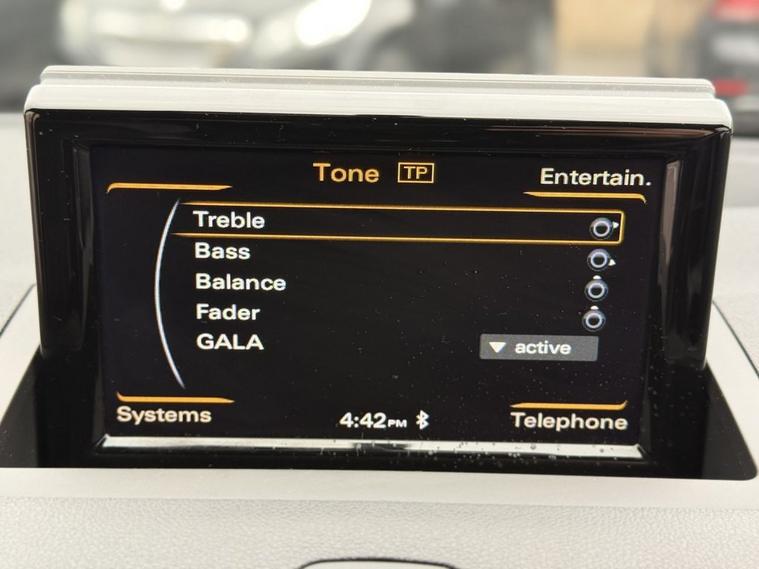 Tone TP
Entertain.
Treble
Bass
Balance
Fader
GALA
active
Systems
4:42PM
Telephone